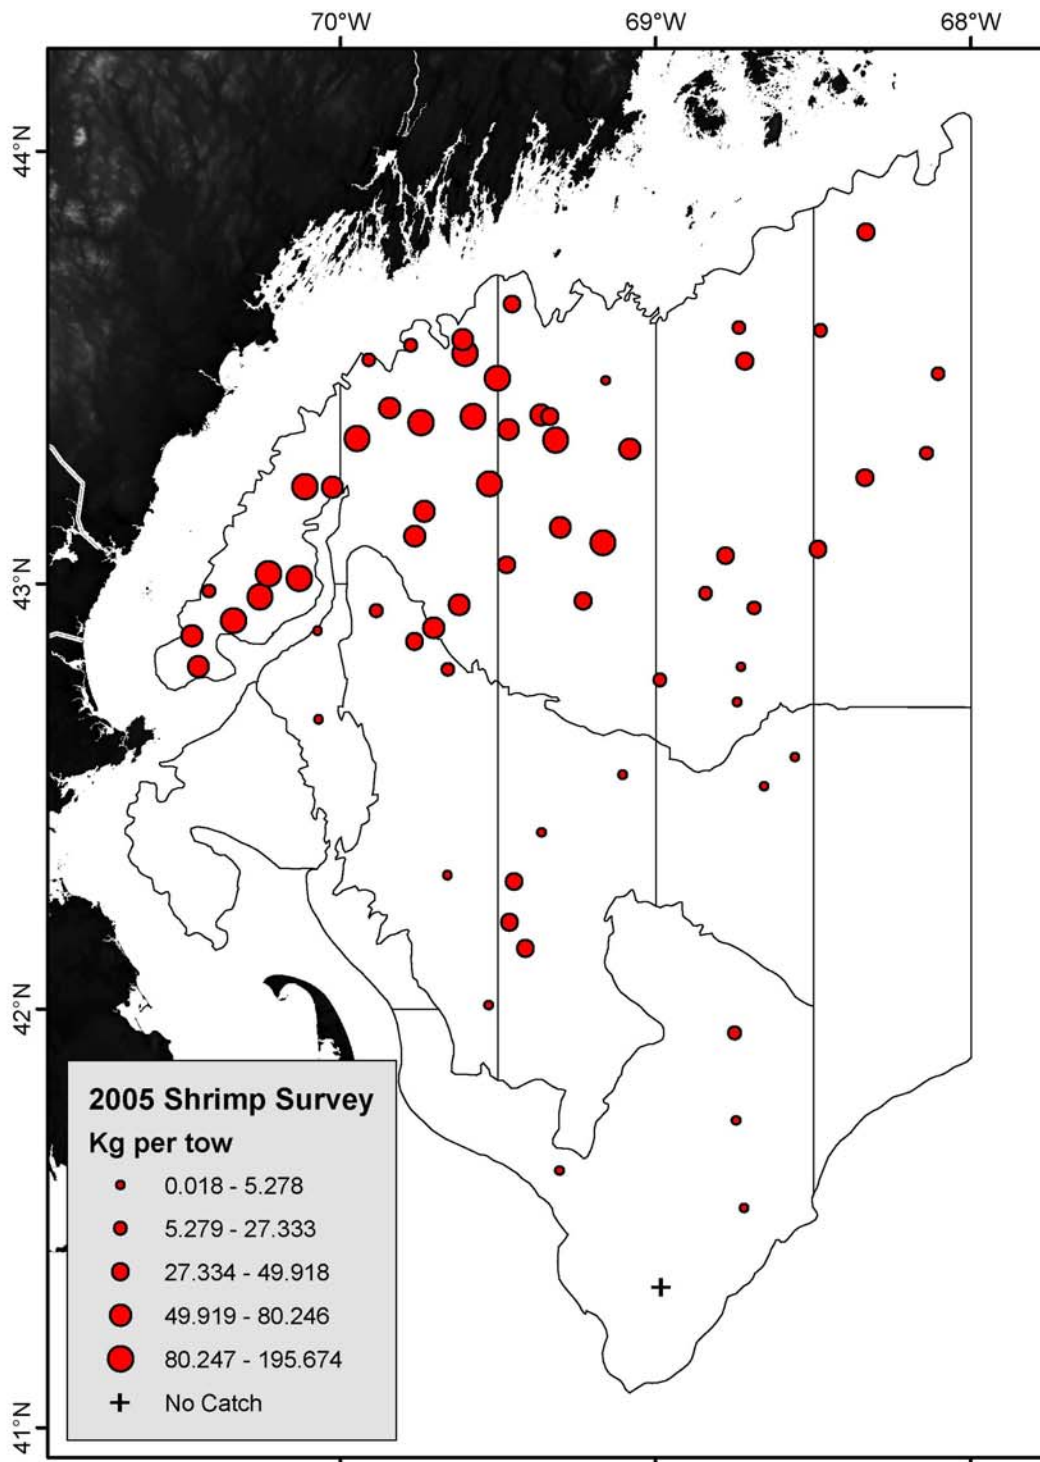 70°W 69°W 68°W
44°N
43°N
42°N
41°N
2005 Shrimp Survey
Kg per tow
0.018 - 5.278
5.279 - 27.333
27.334 - 49.918
49.919 - 80.246
80.247 - 195.674
No Catch